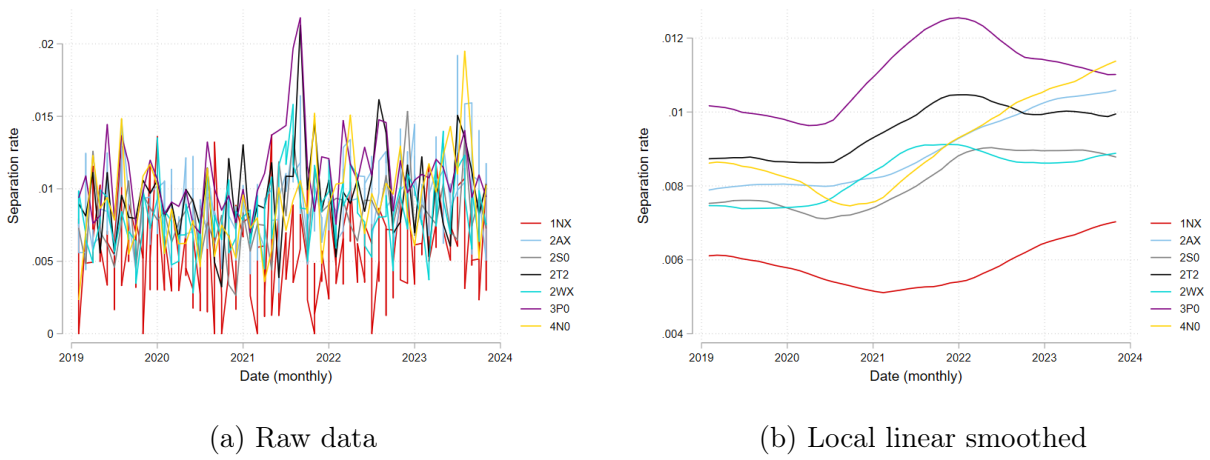 Separation rate
.02
.015
.01
.005
0
2019 2020 2021 2022 2023 2024
Date (monthly)
1NX
2AX
2S0
2T2
2WX
3P0
4N0
(a) Raw data
Separation rate
.012
.01
.008
.006
.004
2019 2020 2021 2022 2023 2024
Date (monthly)
1NX
2AX
2S0
2T2
2WX
3P0
4N0
(b) Local linear smoothed